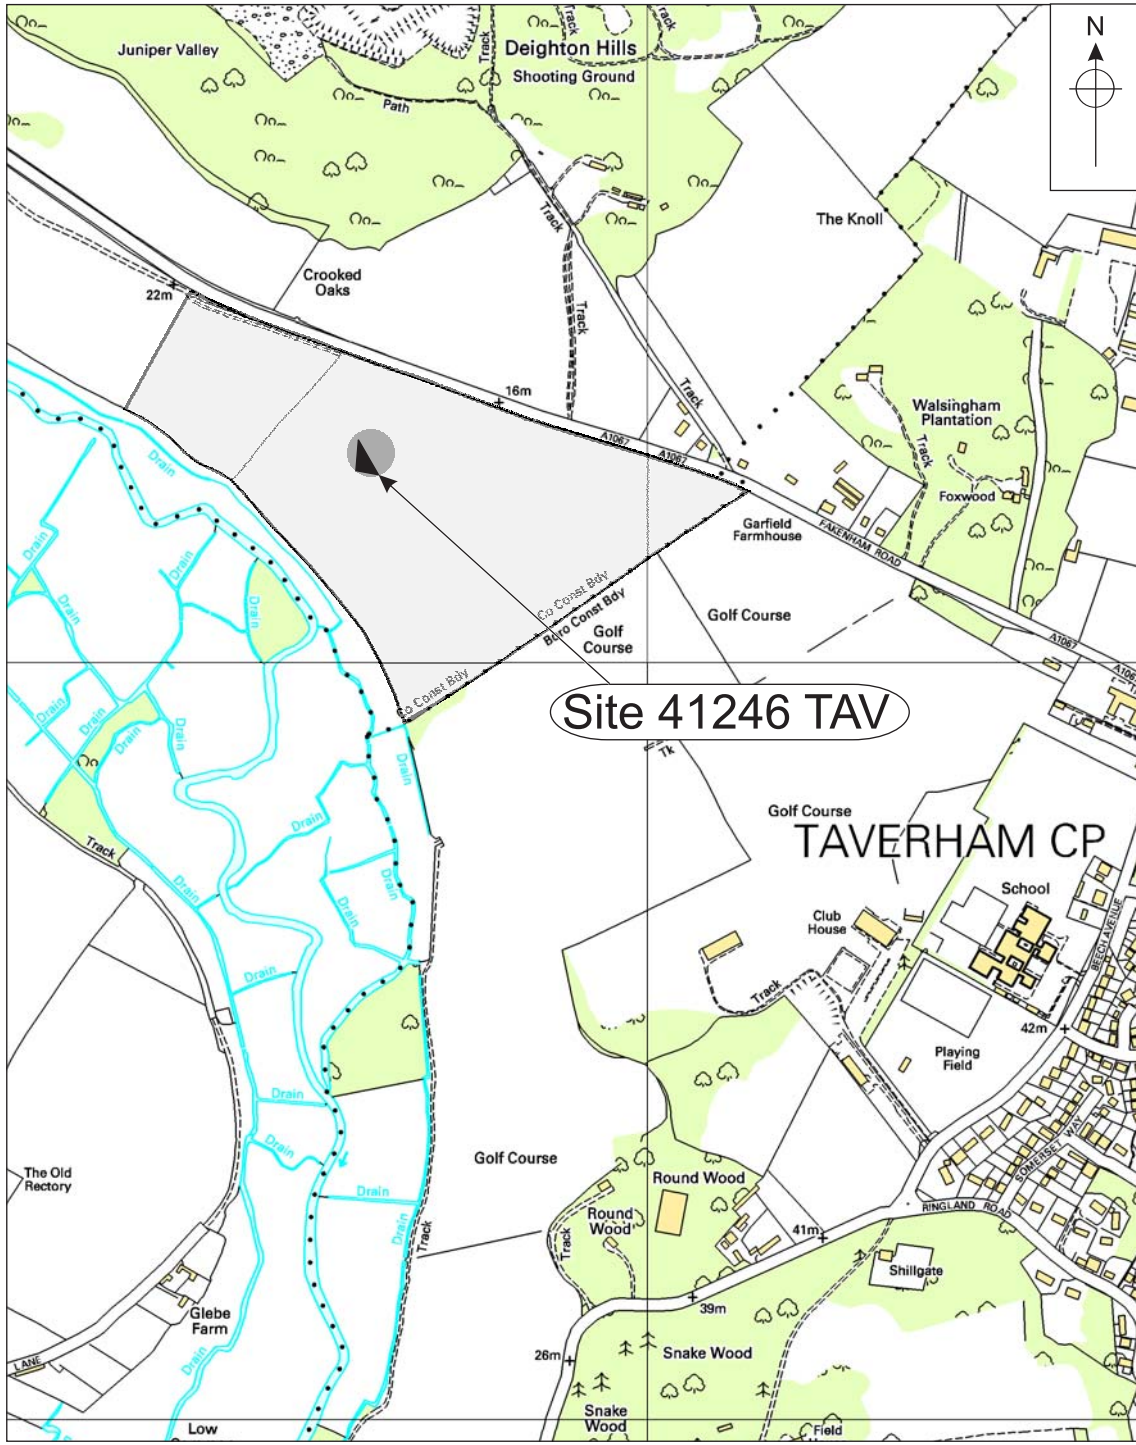 N
Juniper Valley
Deighton Hills
Shooting Ground
Track
Track
Track
Path
Track
The Knoll
Crooked
Oaks
22m
Track
16m
Track
A1067
A1067
Walsingham
Plantation
Track
Foxwood
Garfield
Farmhouse
FAKENHAM ROAD
Drain
Drain
Drain
Drain
Drain
Co Const Bdy
Boro Const Bdy
Golf
Course
Golf Course
A1067
A1067
Co Const Bdy
Site 41246 TAV
Drain
Drain
Drain
Drain
Drain
Tk
Golf Course
TAVERHAM CP
Drain
Track
Drain
Drain
Drain
School
Club
House
BEECH AVENUE
Drain
Track
42m
Playing
Field
Drain
Drain
SOMERSET WAY
Golf Course
The Old
Rectory
Drain
Round Wood
Drain
Track
Round
Wood
Track
RINGLAND ROAD
41m
Shillgate
39m
Glebe
Farm
LANE
Drain
26m
Snake Wood
Snake
Wood
Low
Field